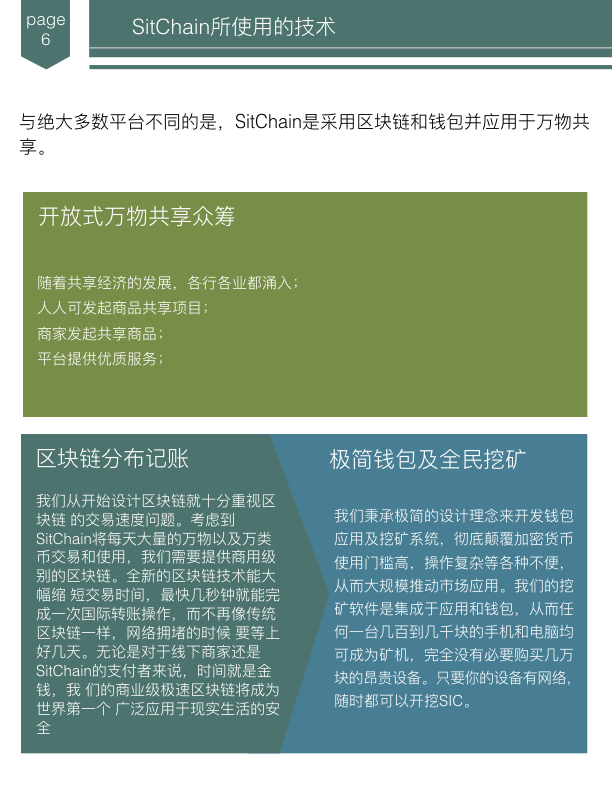 page
6
SitChain所使用的技术
与绝大多数平台不同的是，SitChain是采用区块链和钱包并应用于万物共
享。
开放式万物共享众筹
随着共享经济的发展，各行各业都涌入；
人人可发起商品共享项目；
商家发起共享商品；
平台提供优质服务；
区块链分布记账
我们从开始设计区块链就十分重视区
块链 的交易速度问题。考虑到
SitChain将每天大量的万物以及万类
币交易和使用，我们需要提供商用级
别的区块链。全新的区块链技术能大
幅缩 短交易时间，最快几秒钟就能完
成一次国际转账操作，而不再像传统
区块链一样，网络拥堵的时候 要等上
好几天。无论是对于线下商家还是
SitChain的支付者来说，时间就是金
钱，我 们的商业级极速区块链将成为
世界第一个 广泛应用于现实生活的安
全
极简钱包及全民挖矿
我们秉承极简的设计理念来开发钱包
应用及挖矿系统，彻底颠覆加密货币
使用门槛高，操作复杂等各种不便，
从而大规模推动市场应用。我们的挖
矿软件是集成于应用和钱包，从而任
何一台几百到几千块的手机和电脑均
可成为矿机，完全没有必要购买几万
块的昂贵设备。只要你的设备有网络，
随时都可以开挖SIC。